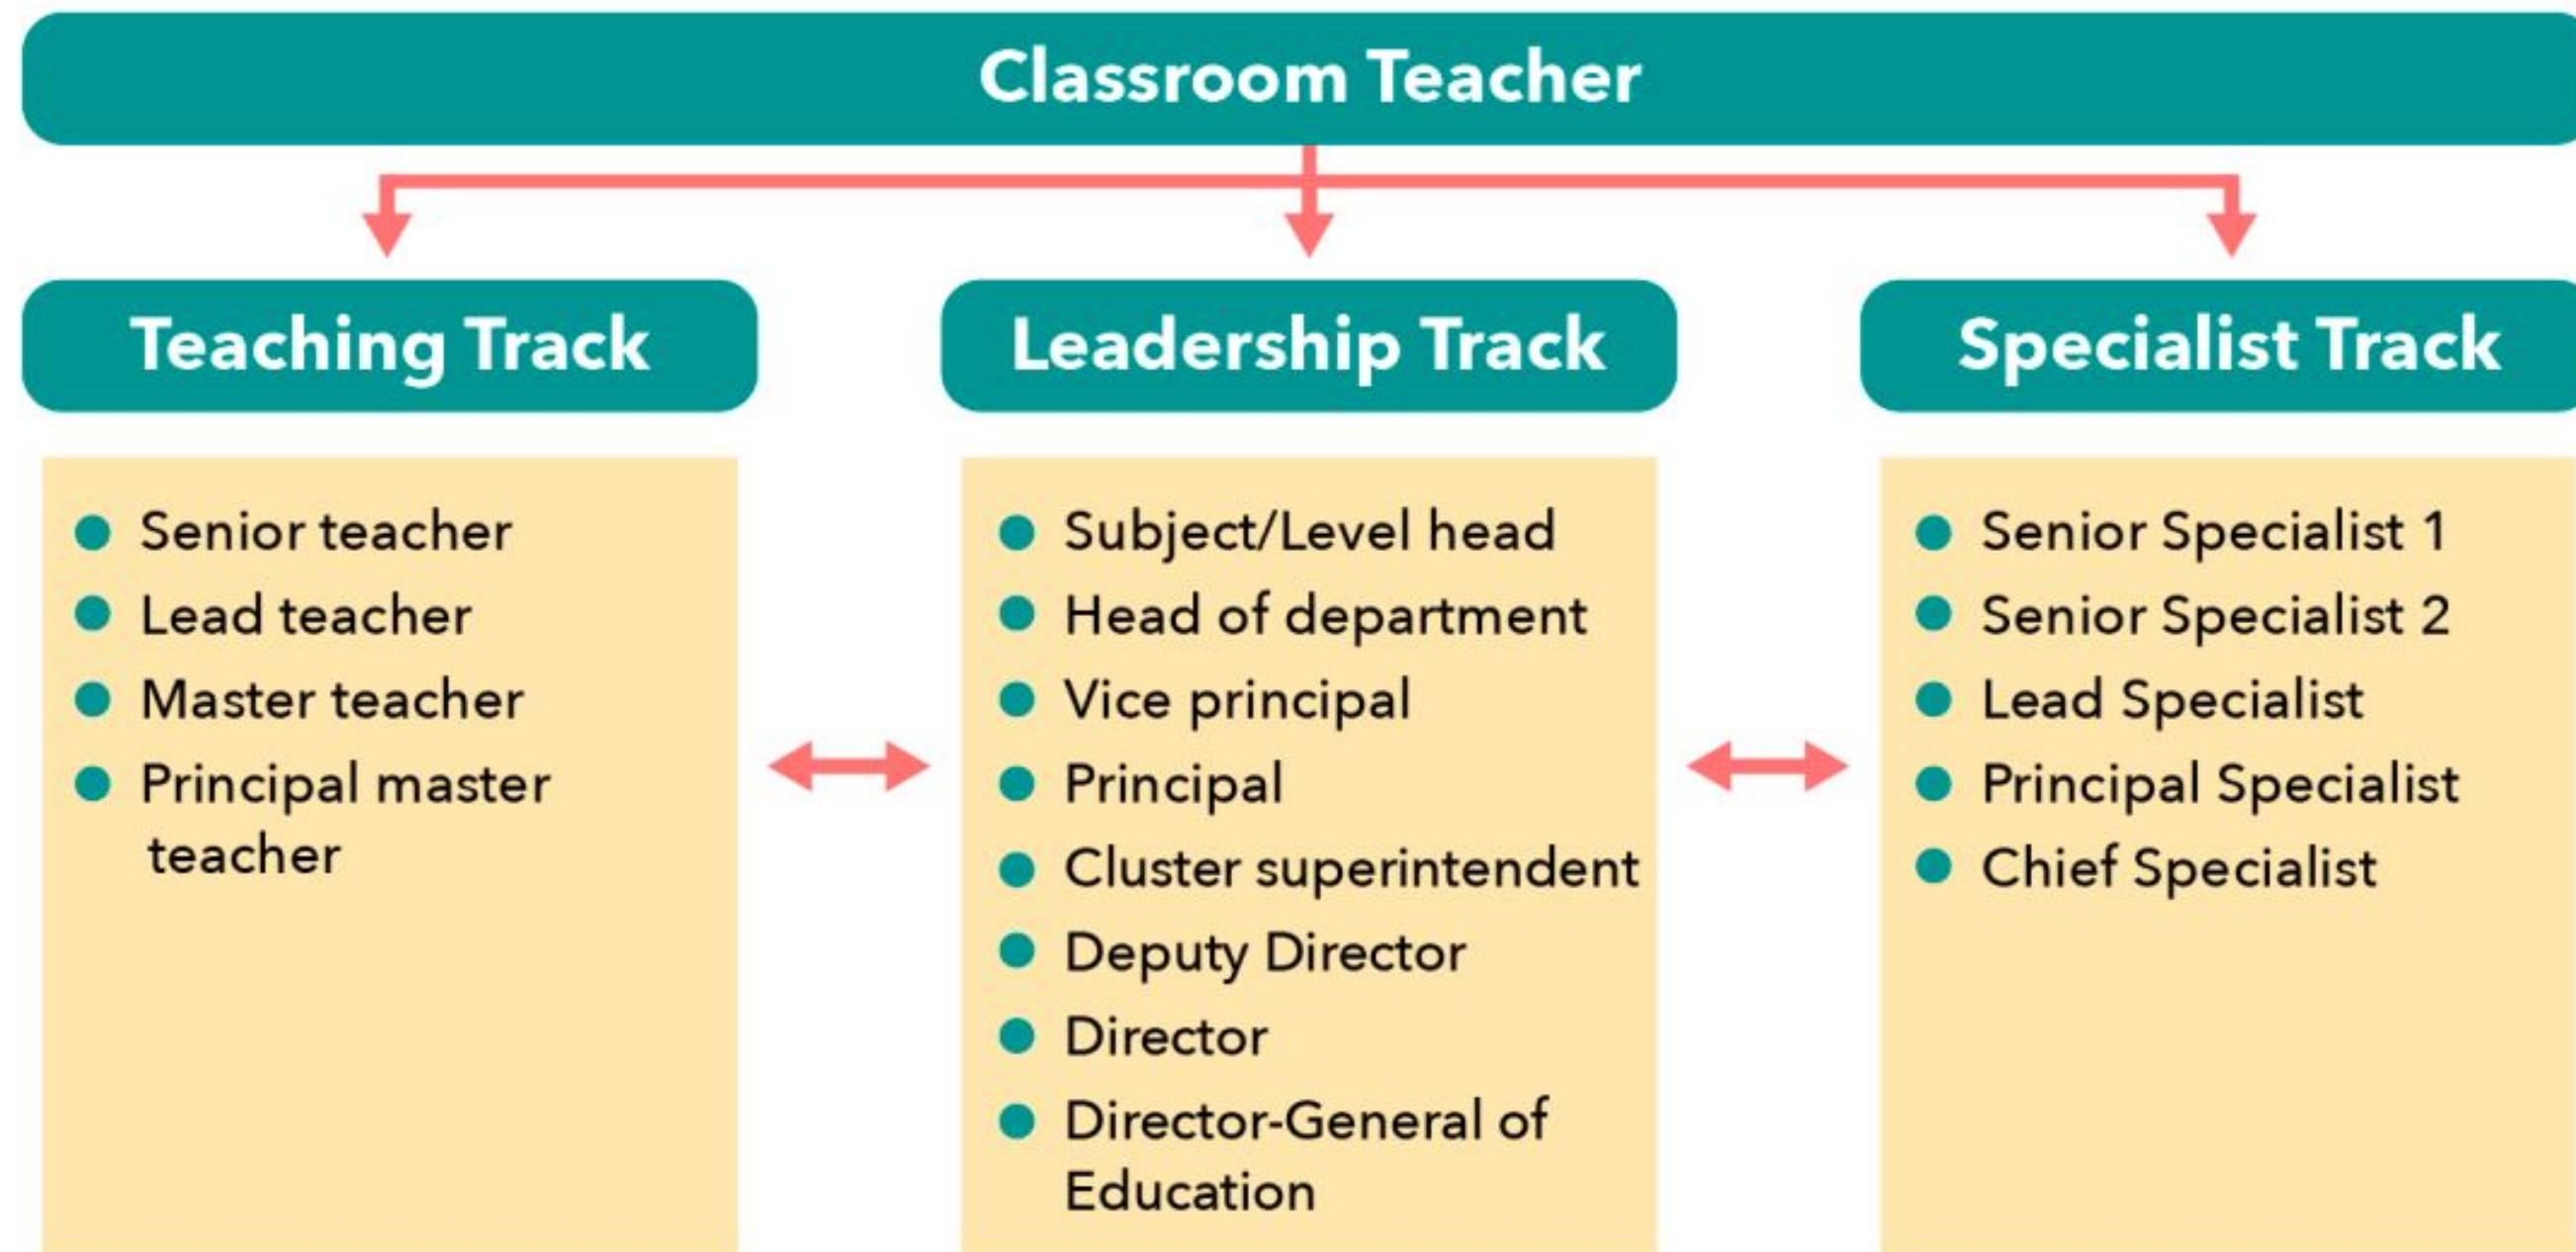 Classroom Teacher
Teaching Track
Senior teacher
Lead teacher
Master teacher
Principal master
teacher
Leadership Track
Subject/Level head
Head of department
Vice principal
Principal
Cluster superintendent
Deputy Director
Director
Director-General of
Education
Specialist Track
Senior Specialist 1
Senior Specialist 2
Lead Specialist
Principal Specialist
Chief Specialist